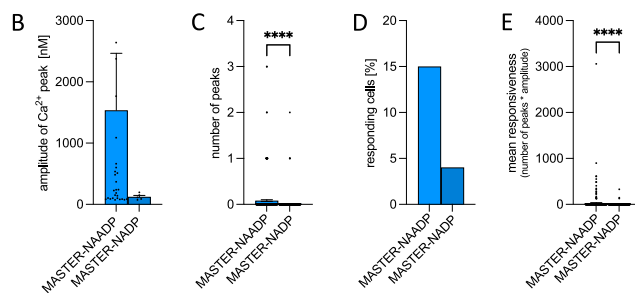 B
amplitude of Ca2+ peak [nM]
3000
2000
1000
0
MASTER-NAADP
MASTER-NADP
C
number of peaks
4
3
2
1
0
****
MASTER-NAADP
MASTER-NADP
D
responding cells [%]
20
15
10
5
0
MASTER-NAADP
MASTER-NADP
E
mean responsiveness
(number of peaks * amplitude)
4000
3000
2000
1000
0
****
MASTER-NAADP
MASTER-NADP